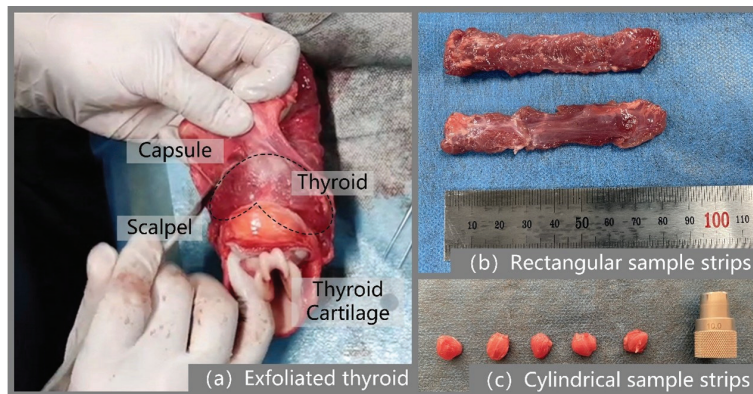 Capsule
Thyroid
Scalpel
Thyroid
Cartilage
(a) Exfoliated thyroid
10 20 30 40 50 60 70 80 90 100 110
(b) Rectangular sample strips
(c) Cylindrical sample strips